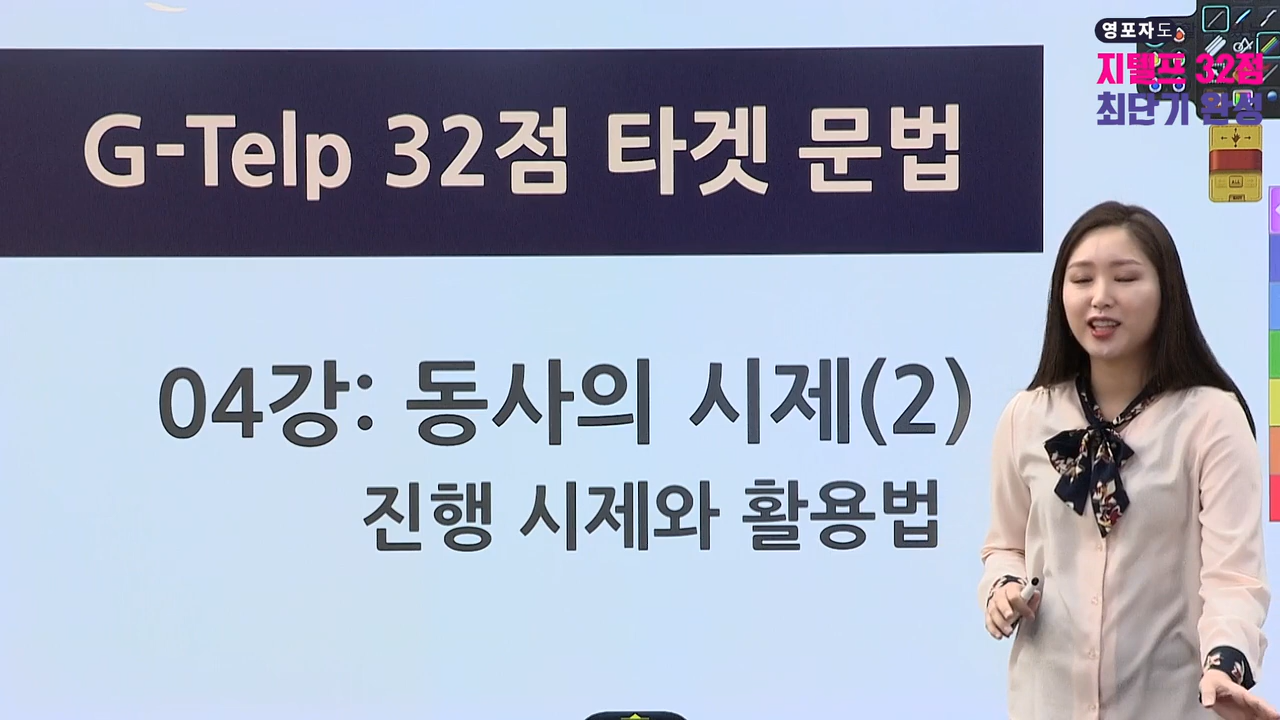 영포자도
지텔프 32점
최단기 완성
G-Telp 32점 타겟 문법
04강: 동사의 시제(2)
진행 시제와 활용법
ALL